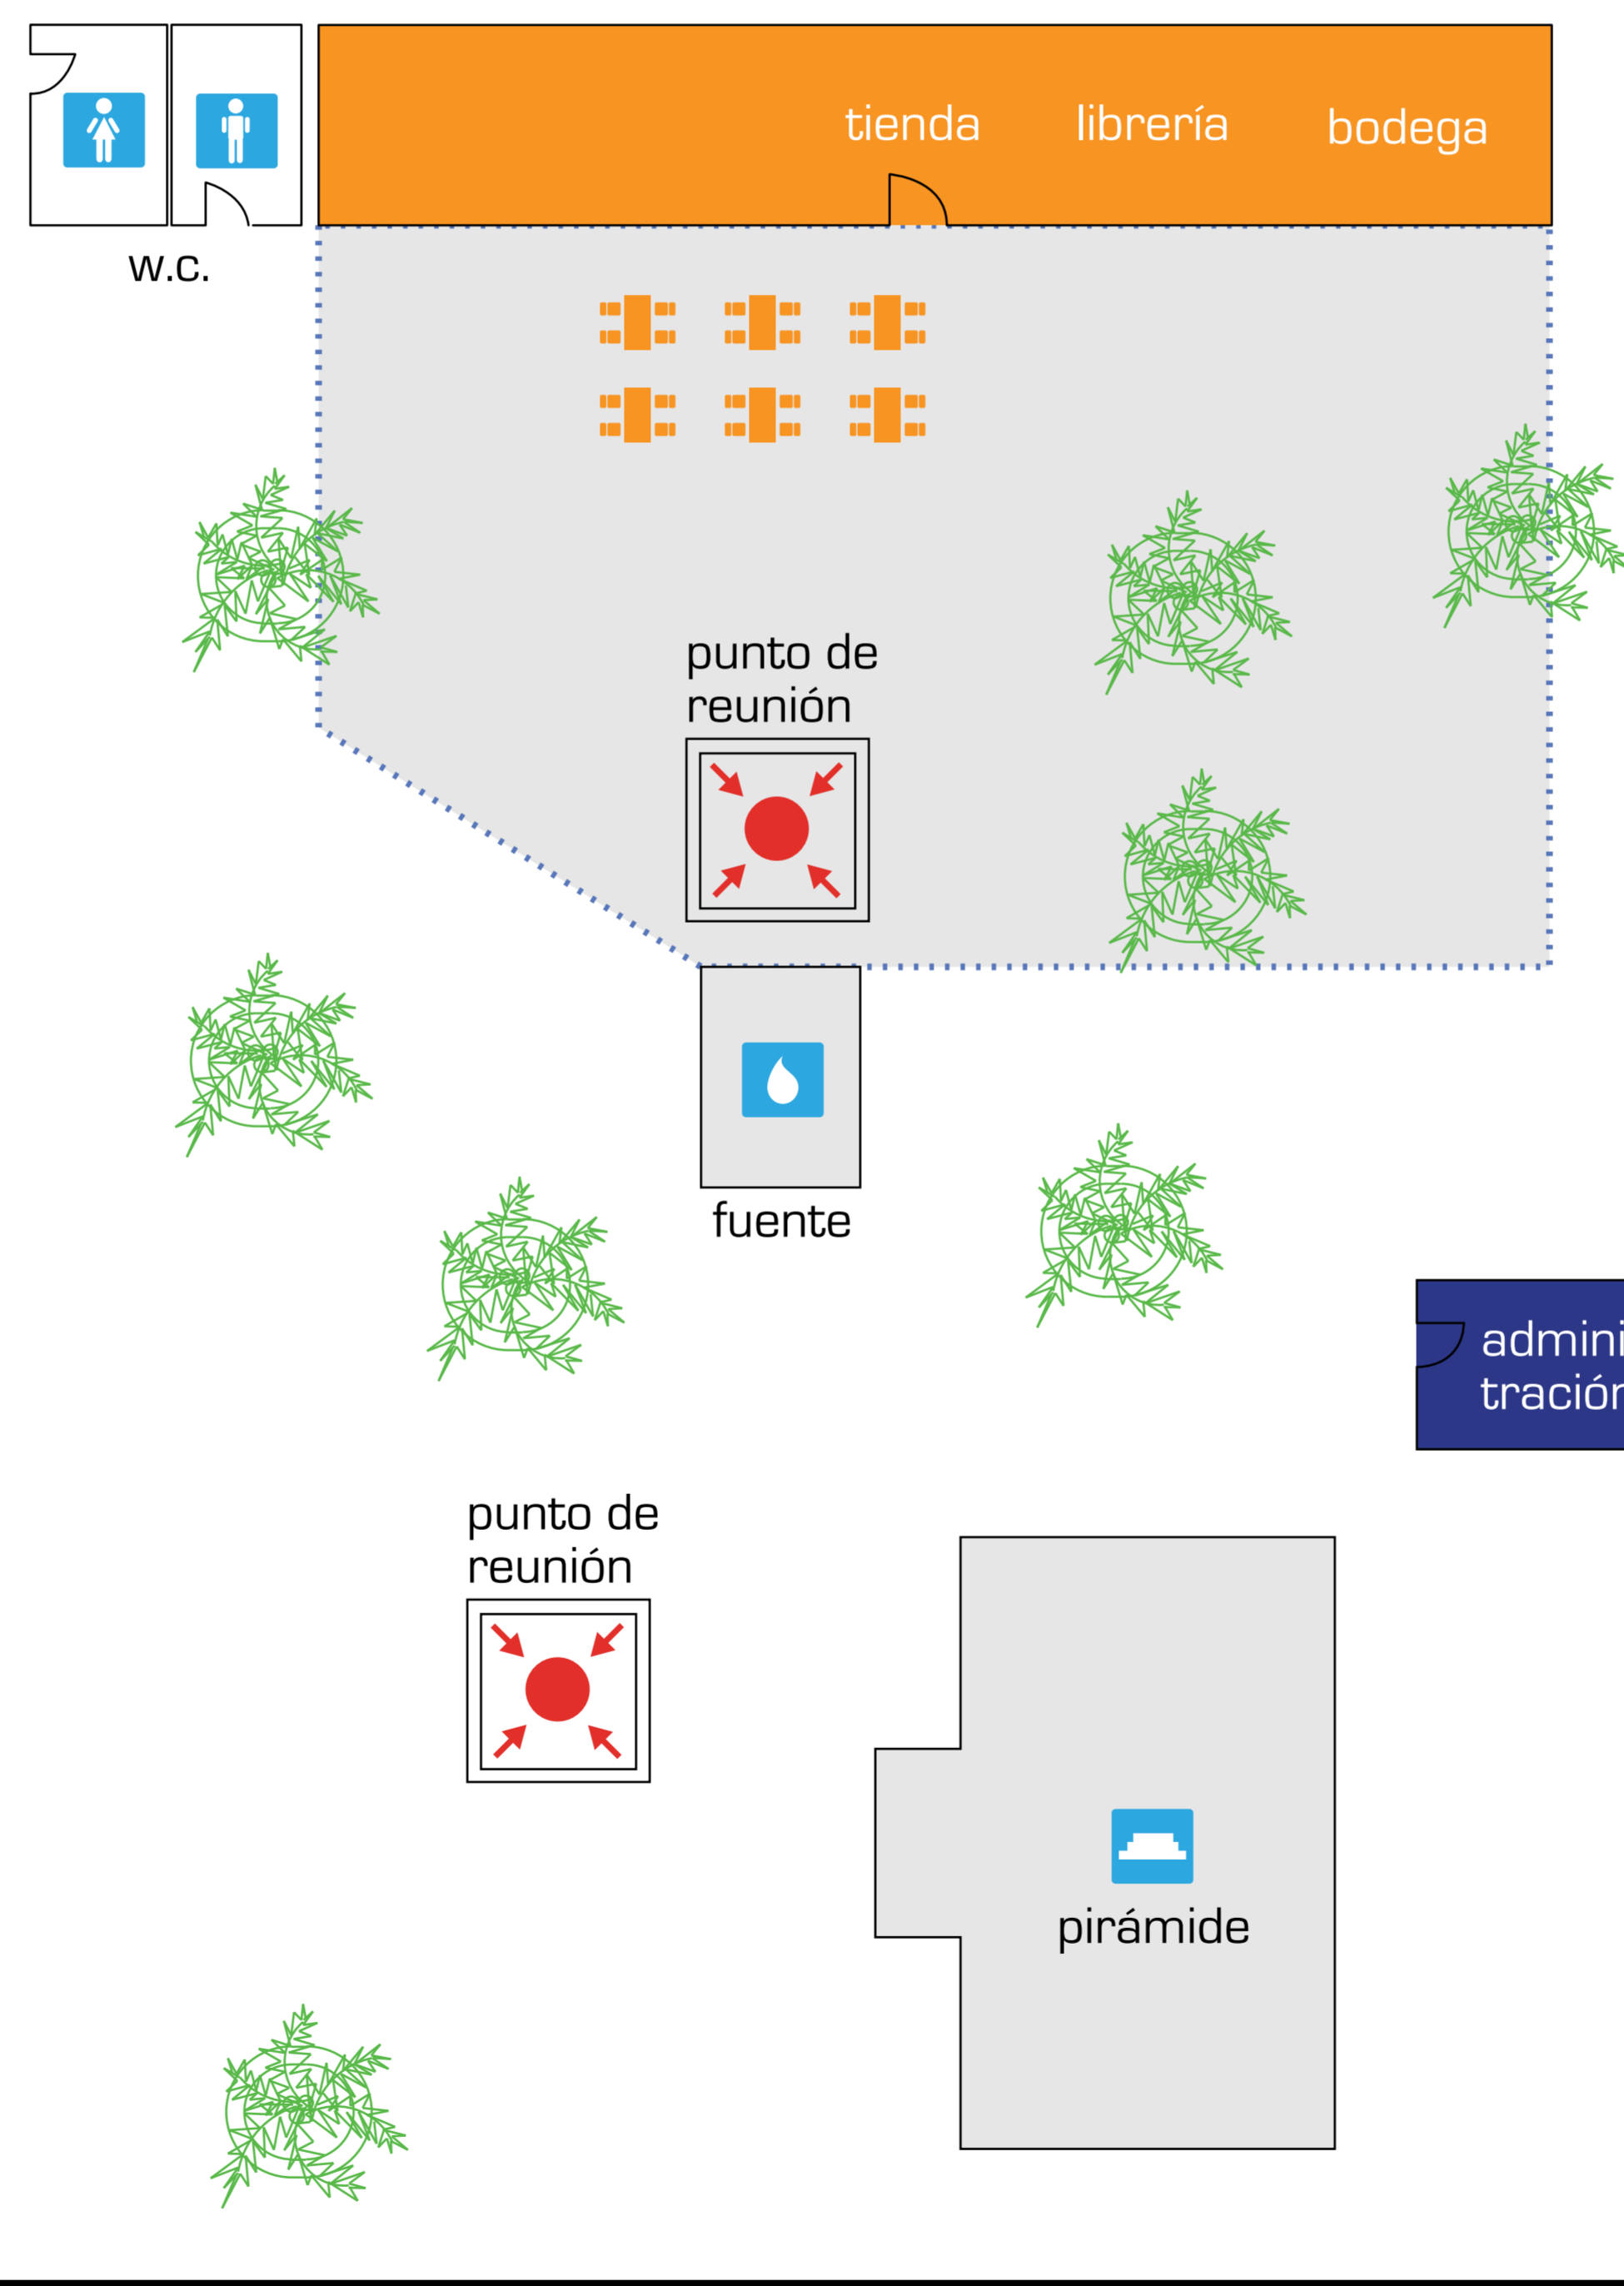 tienda librería bodega
w.c.
punto de
reunión
fuente
admini
tración
punto de
reunión
pirámide